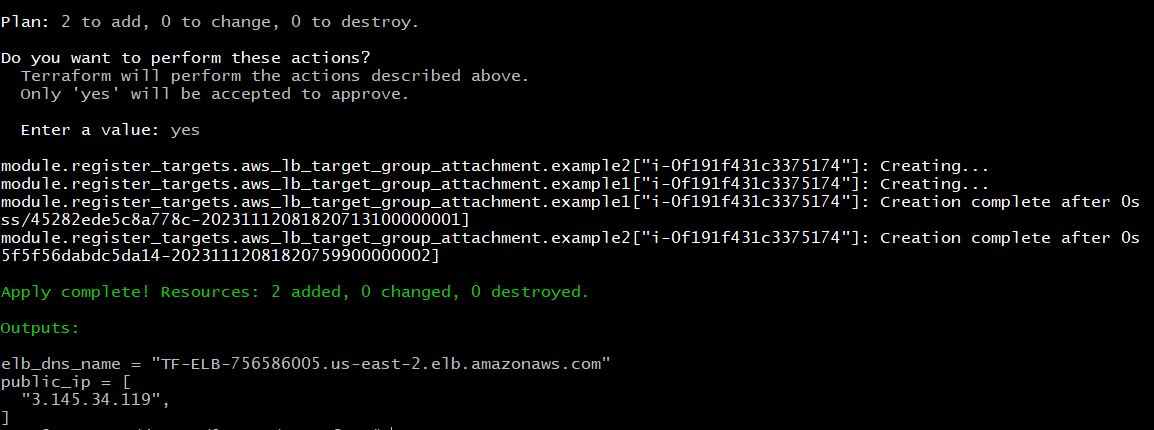 Plan: 2 to add, 0 to change, 0 to destroy.
Do you want to perform these actions?
Terraform will perform the actions described above.
Only 'yes' will be accepted to approve.
Enter a value: yes
module.register_targets.aws_lb_target_group_attachment.example2["i-0f191f431c3375174"]: Creating...
module.register_targets.aws_lb_target_group_attachment.example1["i-0f191f431c3375174"]: Creating...
module.register_targets.aws_lb_target_group_attachment.example1["i-0f191f431c3375174"]: Creation complete after 0s
ss/45282ede5c8a778c-20231112081820713100000001]
module.register_targets.aws_lb_target_group_attachment.example2["i-0f191f431c3375174"]: Creation complete after 0s
5f5f56dabdc5da14-20231112081820759900000002]
Apply complete! Resources: 2 added, 0 changed, 0 destroyed.
Outputs:
elb_dns_name = "TF-ELB-756586005.us-east-2.elb.amazonaws.com"
public_ip = [
"3.145.34.119",
]